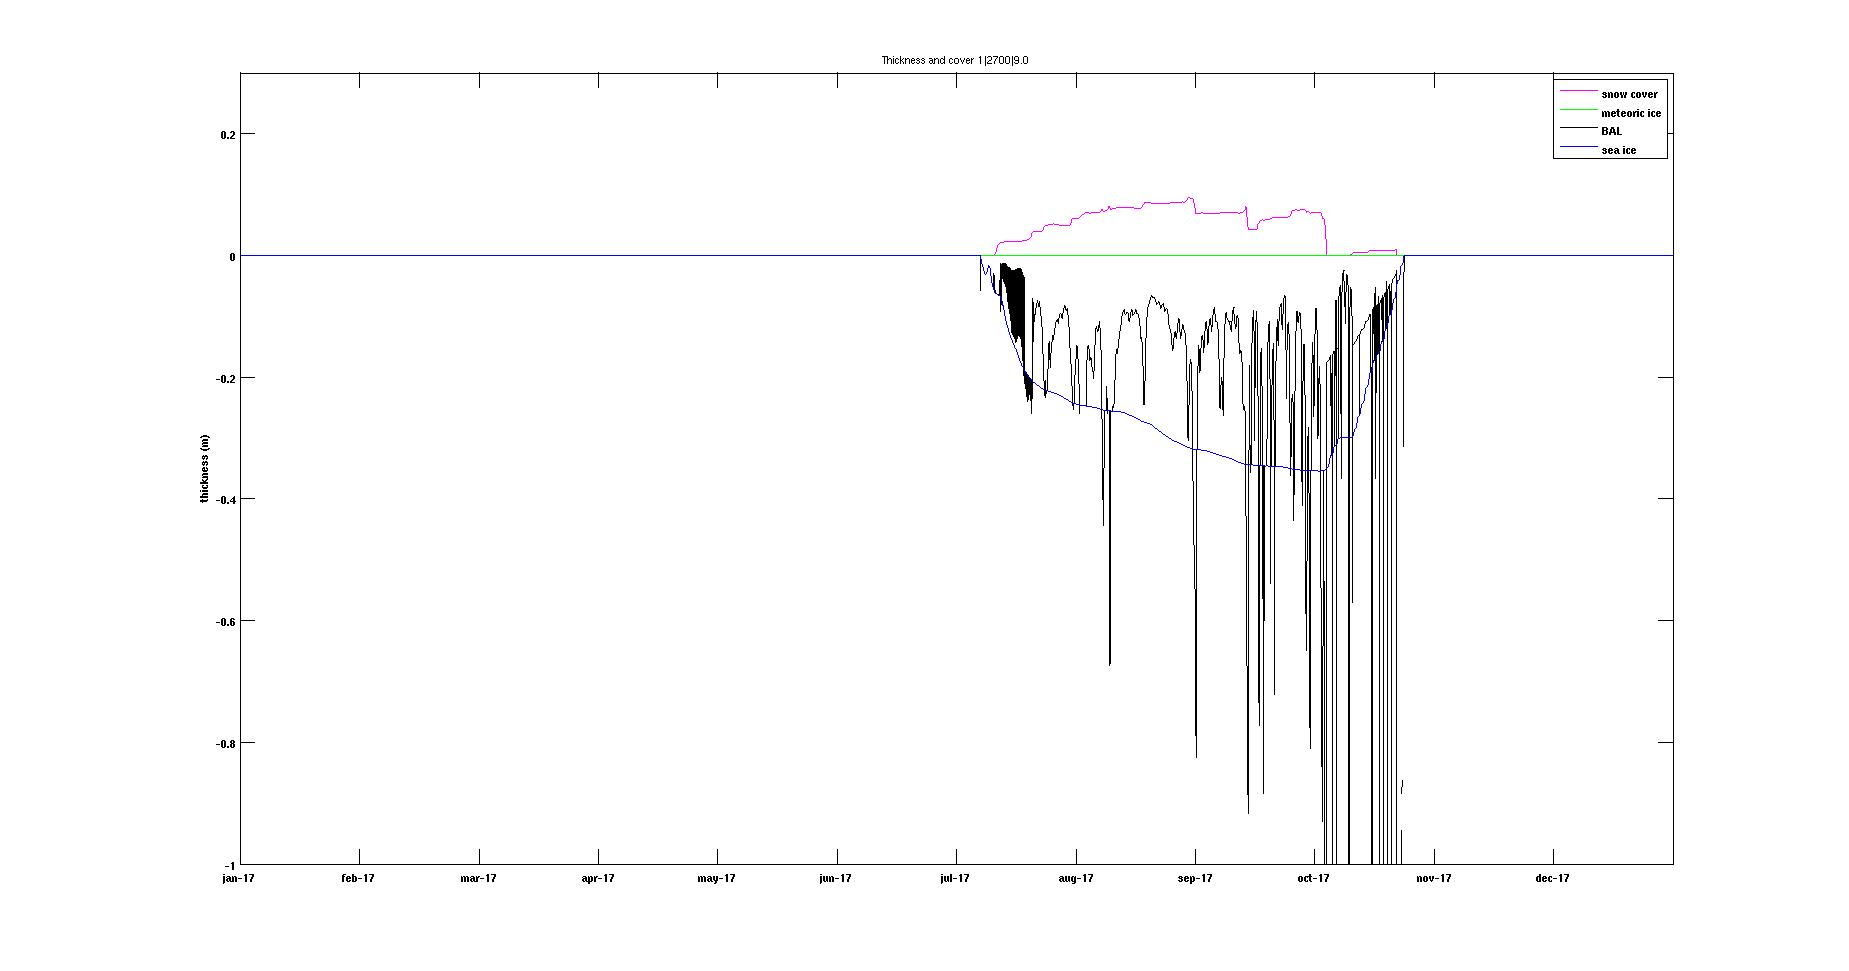 Thickness and cover 1|2700|9.0
snow cover
meteoric ice
BAL
sea ice
thickness (m)
0.2
0
-0.2
-0.4
-0.6
-0.8
-1
jan-17 feb-17 mar-17 apr-17 may-17 jun-17 jul-17 aug-17 sep-17 oct-17 nov-17 dec-17